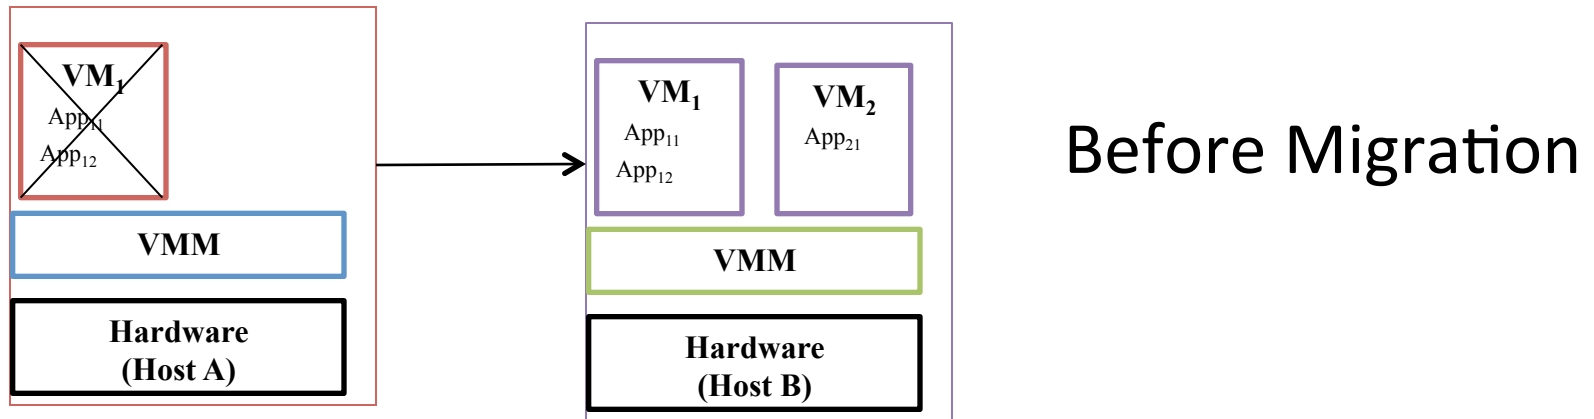 VM₁
App₁₁
App₁₂
VMM
Hardware
(Host A)
VM₁
App₁₁
App₁₂
VM₂
App₂₁
VMM
Hardware
(Host B)
Before Migration